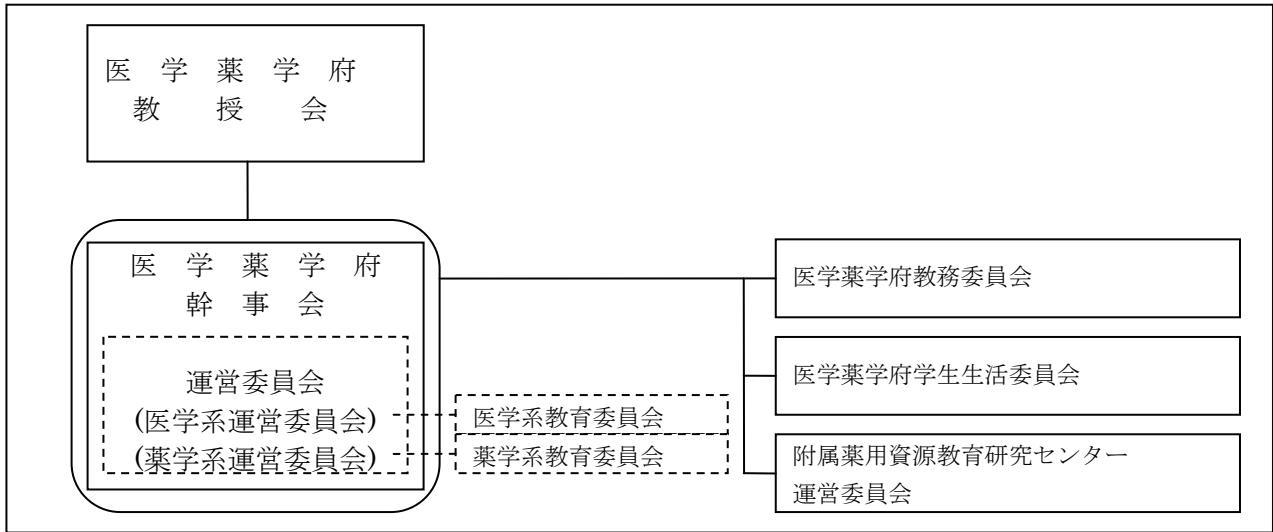 医学薬学府
教授会
医学薬学府
幹事会
運営委員会
(医学系運営委員会)
(薬学系運営委員会)
医学系教育委員会
薬学系教育委員会
医学薬学府教務委員会
医学薬学府学生生活委員会
附属薬用資源教育研究センター
運営委員会